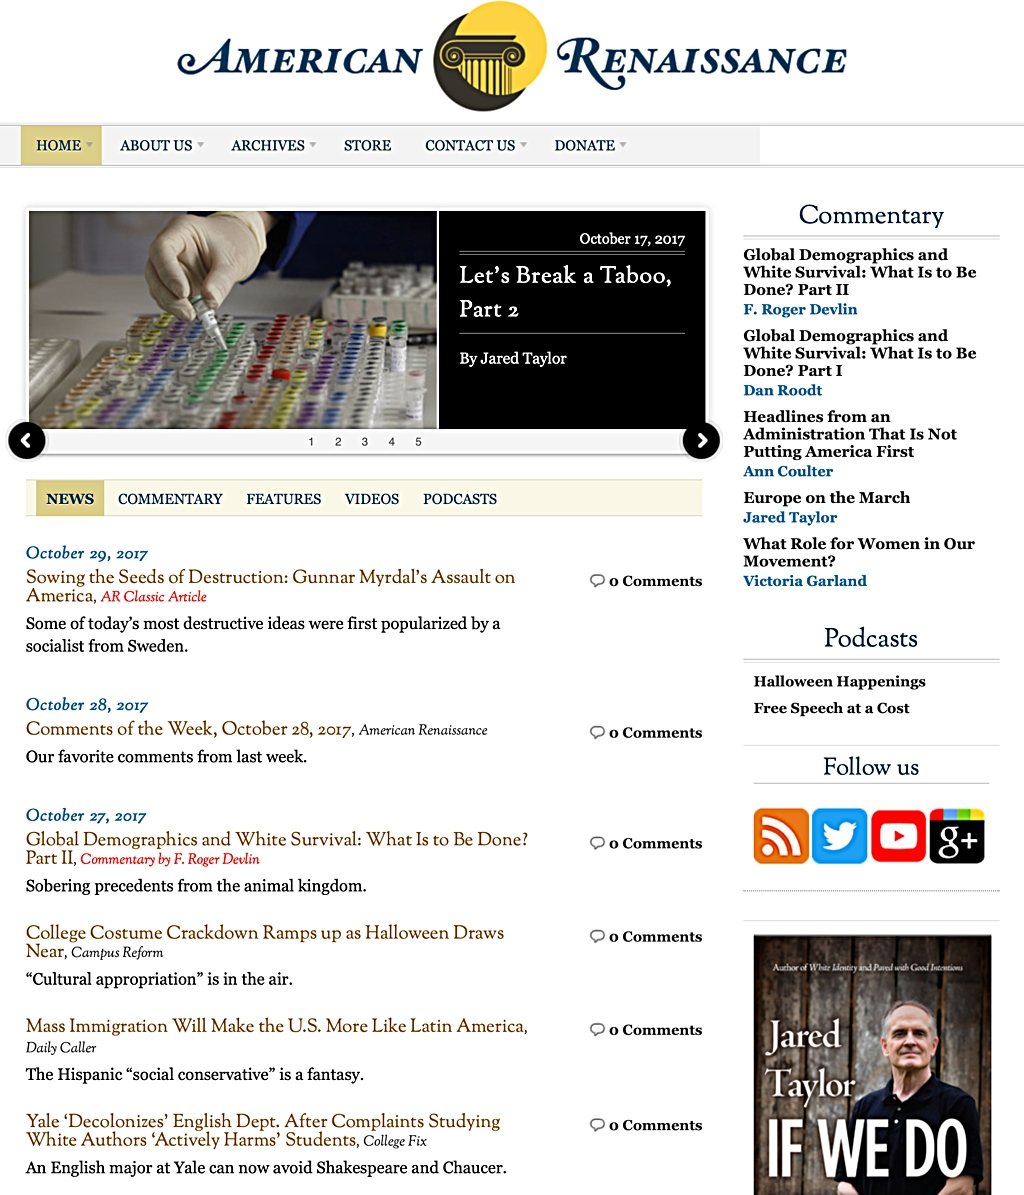 AMERICAN RENAISSANCE
HOME ABOUT US ARCHIVES STORE CONTACT US DONATE
October 17, 2017
Let's Break a Taboo,
Part 2
By Jared Taylor
1 2 3 4 5
NEWS COMMENTARY FEATURES VIDEOS PODCASTS
October 29, 2017
Sowing the Seeds of Destruction: Gunnar Myrdal's Assault on
America, AR Classic Article
0 Comments
Some of today's most destructive ideas were first popularized by a
socialist from Sweden.
October 28, 2017
Comments of the Week, October 28, 2017, American Renaissance
0 Comments
Our favorite comments from last week.
October 27, 2017
Global Demographics and White Survival: What Is to Be Done?
Part II, Commentary by F. Roger Devlin
0 Comments
Sobering precedents from the animal kingdom.
College Costume Crackdown Ramps up as Halloween Draws
Near, Campus Reform
0 Comments
“Cultural appropriation” is in the air.
Mass Immigration Will Make the U.S. More Like Latin America,
Daily Caller
0 Comments
The Hispanic “social conservative” is a fantasy.
Yale ‘Decolonizes’ English Dept. After Complaints Studying
White Authors ‘Actively Harms’ Students, College Fix
0 Comments
An English major at Yale can now avoid Shakespeare and Chaucer.
Commentary
Global Demographics and
White Survival: What Is to Be
Done? Part II
F. Roger Devlin
Global Demographics and
White Survival: What Is to Be
Done? Part I
Dan Roodt
Headlines from an
Administration That Is Not
Putting America First
Ann Coulter
Europe on the March
Jared Taylor
What Role for Women in Our
Movement?
Victoria Garland
Podcasts
Halloween Happenings
Free Speech at a Cost
Follow us
g+
Author of White Identity and Paved with Good Intentions
Jared
Taylor
IF WE DO